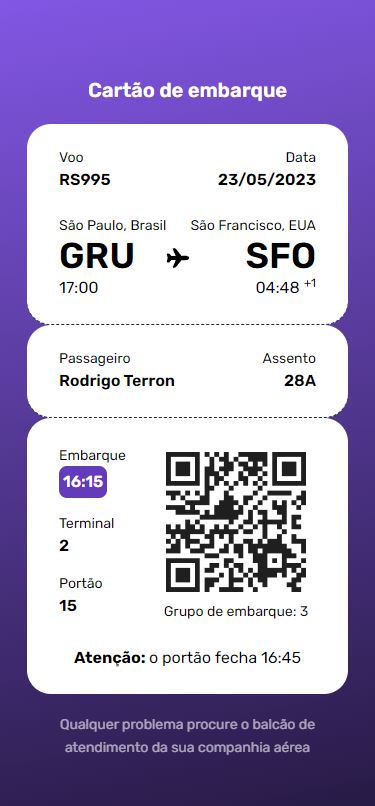 Cartão de embarque
Voo Data
RS995 23/05/2023
São Paulo, Brasil São Francisco, EUA
GRU SFO
17:00 04:48 +1
Passageiro Assento
Rodrigo Terron 28A
Embarque
16:15
Terminal
2
Portão
15
Grupo de embarque: 3
Atenção: o portão fecha 16:45
Qualquer problema procure o balcão de
atendimento da sua companhia aérea